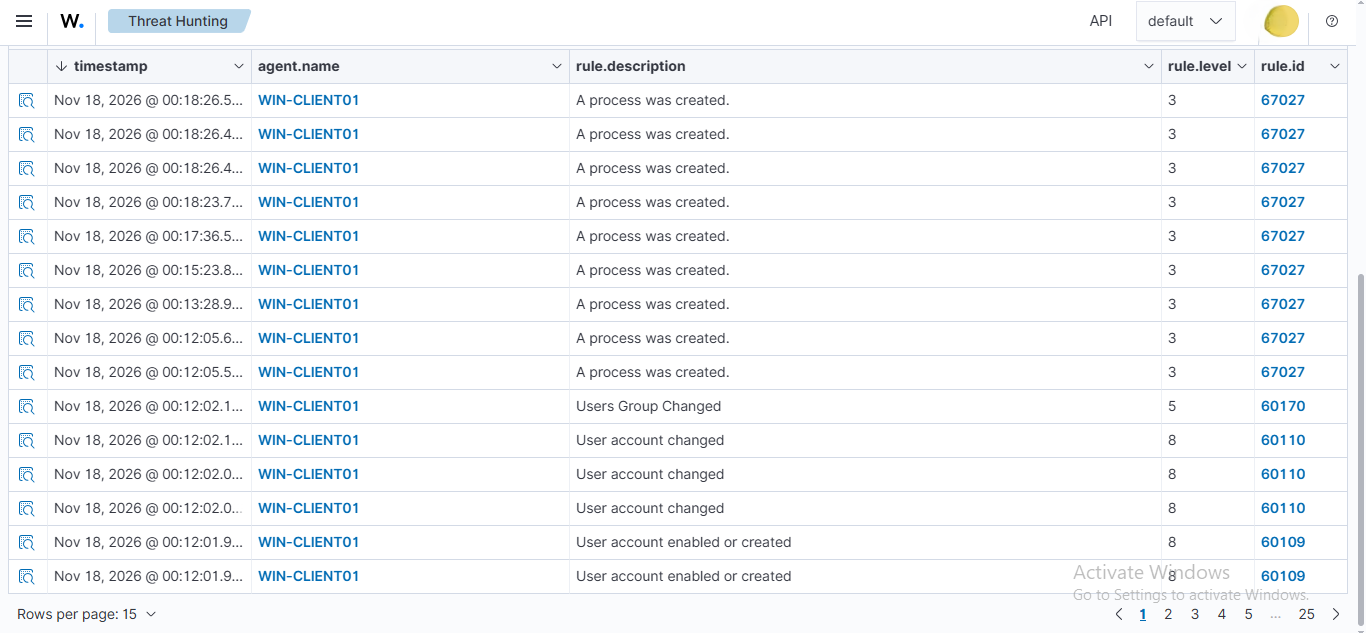 W. Threat Hunting API default
timestamp agent.name rule.description rule.level rule.id
Nov 18, 2026 @ 00:18:26.5... WIN-CLIENT01 A process was created. 3 67027
Nov 18, 2026 @ 00:18:26.4... WIN-CLIENT01 A process was created. 3 67027
Nov 18, 2026 @ 00:18:26.4... WIN-CLIENT01 A process was created. 3 67027
Nov 18, 2026 @ 00:18:23.7... WIN-CLIENT01 A process was created. 3 67027
Nov 18, 2026 @ 00:17:36.5... WIN-CLIENT01 A process was created. 3 67027
Nov 18, 2026 @ 00:15:23.8... WIN-CLIENT01 A process was created. 3 67027
Nov 18, 2026 @ 00:13:28.9... WIN-CLIENT01 A process was created. 3 67027
Nov 18, 2026 @ 00:12:05.6... WIN-CLIENT01 A process was created. 3 67027
Nov 18, 2026 @ 00:12:05.5... WIN-CLIENT01 A process was created. 3 67027
Nov 18, 2026 @ 00:12:02.1... WIN-CLIENT01 Users Group Changed 5 60170
Nov 18, 2026 @ 00:12:02.1... WIN-CLIENT01 User account changed 8 60110
Nov 18, 2026 @ 00:12:02.0... WIN-CLIENT01 User account changed 8 60110
Nov 18, 2026 @ 00:12:02.0... WIN-CLIENT01 User account changed 8 60110
Nov 18, 2026 @ 00:12:01.9... WIN-CLIENT01 User account enabled or created 8 60109
Nov 18, 2026 @ 00:12:01.9... WIN-CLIENT01 User account enabled or created 8 60109
Activate Windows
Go to Settings to activate Windows.
Rows per page: 15 1 2 3 4 5 ... 25